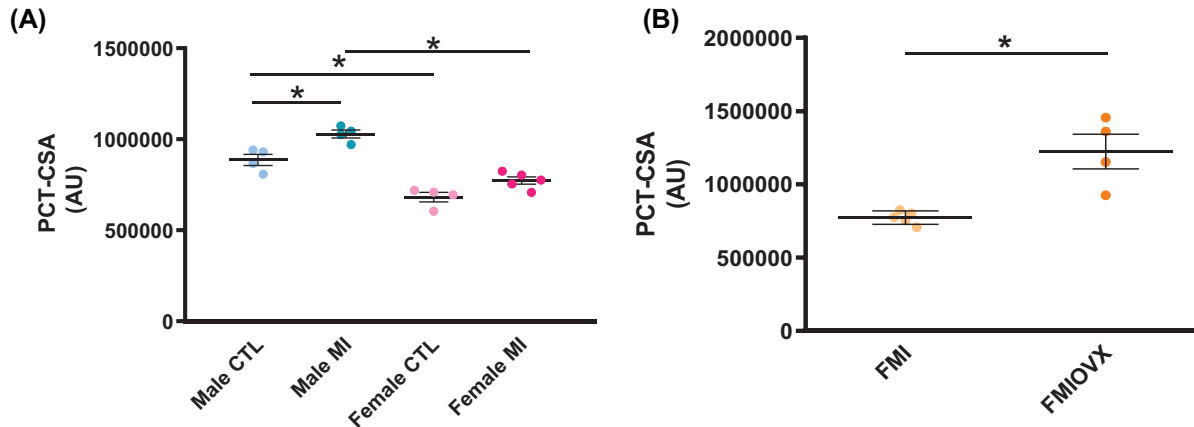 (A)
PCT-CSA
(AU)
1500000
1000000
500000
0
*
*
*
Male CTL
Male MI
Female CTL
Female MI
(B)
PCT-CSA
(AU)
2000000
1500000
1000000
500000
0
*
FMI
FMIOVX